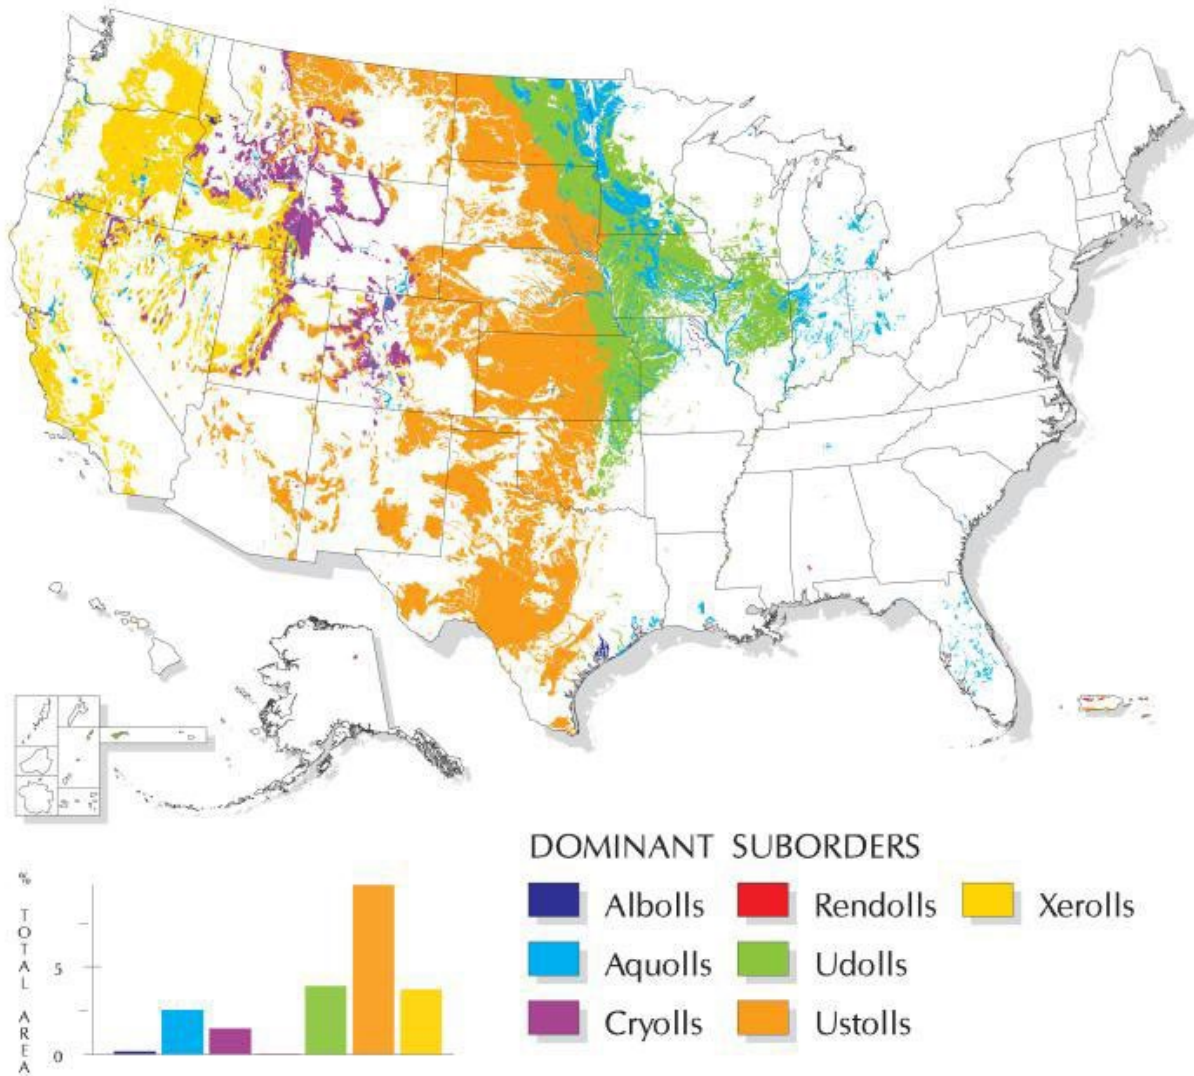 DOMINANT SUBORDERS
Albolls
Rendolls
Xerolls
Aquolls
Udolls
Cryolls
Ustolls
% TOTAL AREA
5
0